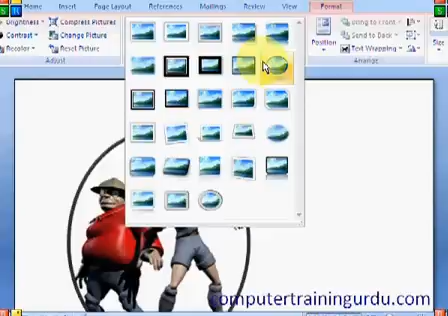 Home Insert Page Layout References Mailings Review View Format
Brightness Compress Pictures
Contrast Change Picture
Recolor Reset Picture
Adjust
Position
Bring to Front
Send to Back
Text Wrapping
Arrange
Size
computertrainingurdu.com